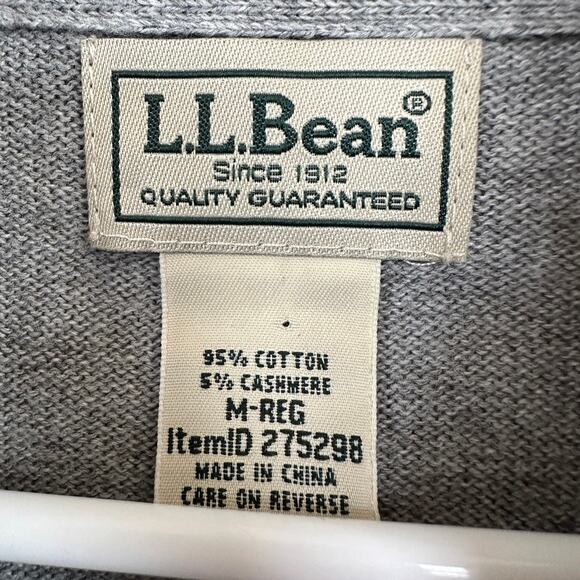 L.L.Bean®
Since 1912
QUALITY GUARANTEED
95% COTTON
5% CASHMERE
M-REG
ItemID 275298
MADE IN CHINA
CARE ON REVERSE